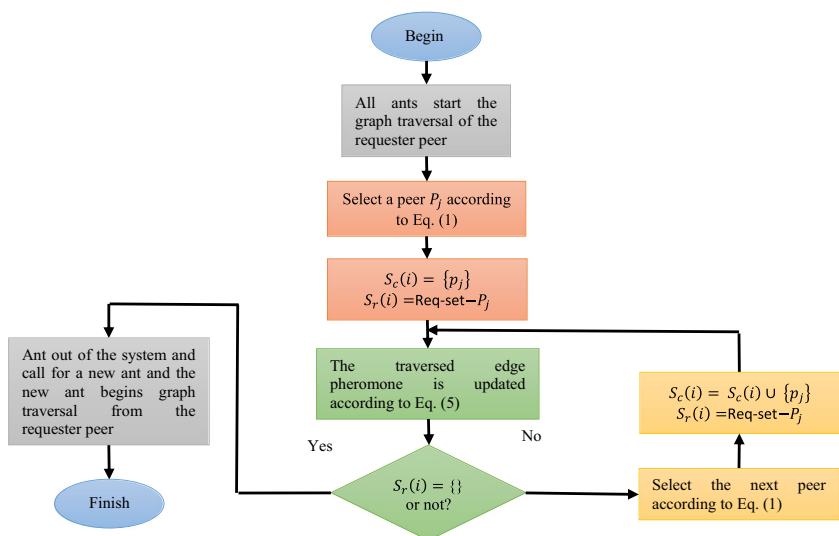 Begin
All ants start the
graph traversal of the
requester peer
Select a peer P_j according
to Eq. (1)
S_c(i) = {p_j}
S_r(i) =Req-set−P_j
The traversed edge
pheromone is updated
according to Eq. (5)
Yes
No
S_r(i) = {}
or not?
Select the next peer
according to Eq. (1)
S_c(i) = S_c(i) ∪ {p_j}
S_r(i) =Req-set−P_j
Ant out of the system and
call for a new ant and the
new ant begins graph
traversal from the
requester peer
Finish